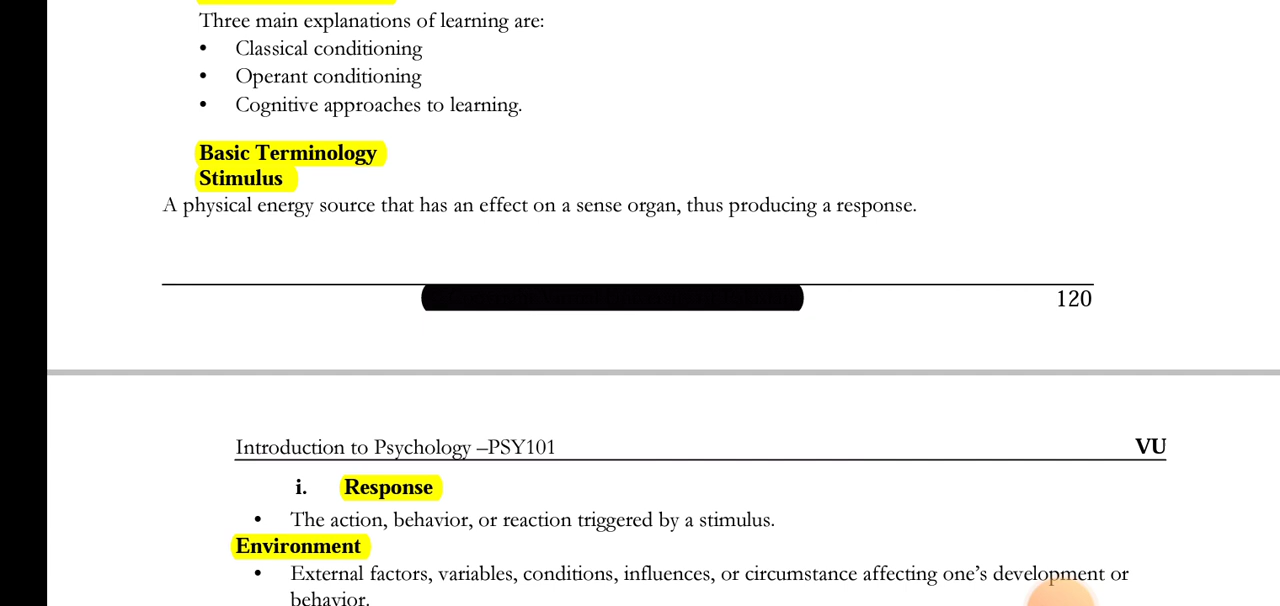 Three main explanations of learning are:
• Classical conditioning
• Operant conditioning
• Cognitive approaches to learning.
Basic Terminology
Stimulus
A physical energy source that has an effect on a sense organ, thus producing a response.
120
Introduction to Psychology –PSY101 VU
i. Response
• The action, behavior, or reaction triggered by a stimulus.
Environment
• External factors, variables, conditions, influences, or circumstance affecting one’s development or
behavior.